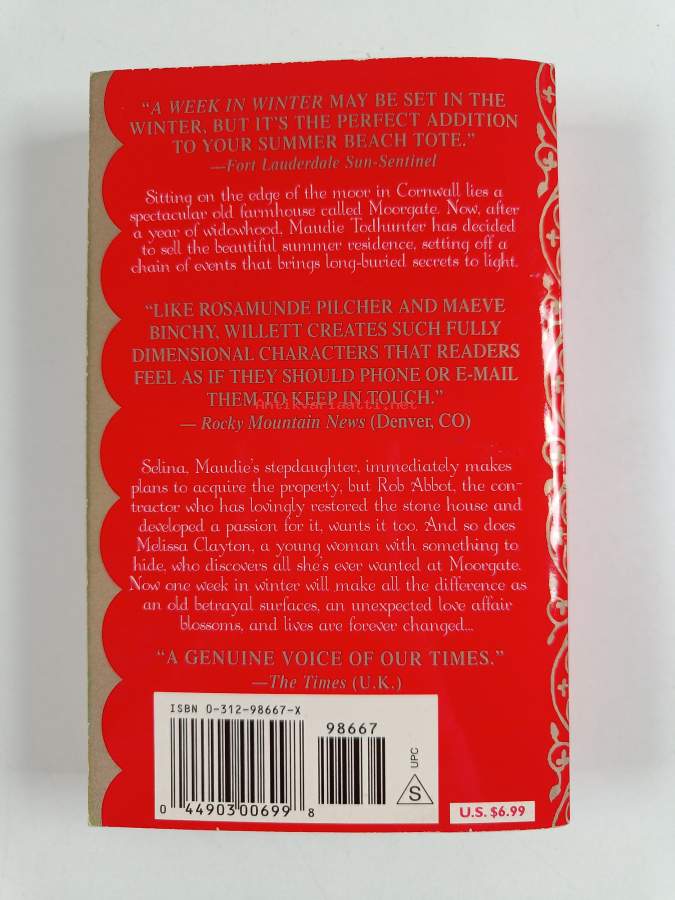 “A WEEK IN WINTER MAY BE SET IN THE
WINTER, BUT IT’S THE PERFECT ADDITION
TO YOUR SUMMER BEACH TOTE.”
—Fort Lauderdale Sun-Sentinel
Sitting on the edge of the moor in Cornwall lies a
spectacular old farmhouse called Moorgate. Now, after
a year of widowhood, Maudie Todhunter has decided
to sell the beautiful summer residence, setting off a
chain of events that brings long-buried secrets to light.
“LIKE ROSAMUNDE PILCHER AND MAEVE
BINCHY, WILLETT CREATES SUCH FULLY
DIMENSIONAL CHARACTERS THAT READERS
FEEL AS IF THEY SHOULD PHONE OR E-MAIL
THEM TO KEEP IN TOUCH.”
Antikvariaatti.net
— Rocky Mountain News (Denver, CO)
Selina, Maudie’s stepdaughter, immediately makes
plans to acquire the property, but Rob Abbot, the con-
tractor who has lovingly restored the stone house and
developed a passion for it, wants it too. And so does
Melissa Clayton, a young woman with something to
hide, who discovers all she’s ever wanted at Moorgate.
Now one week in winter will make all the difference as
an old betrayal surfaces, an unexpected love affair
blossoms, and lives are forever changed...
“A GENUINE VOICE OF OUR TIMES.”
—The Times (U.K.)
ISBN 0-312-98667-X
98667
UPC
S
0 44903 00699 8
U.S. $6.99